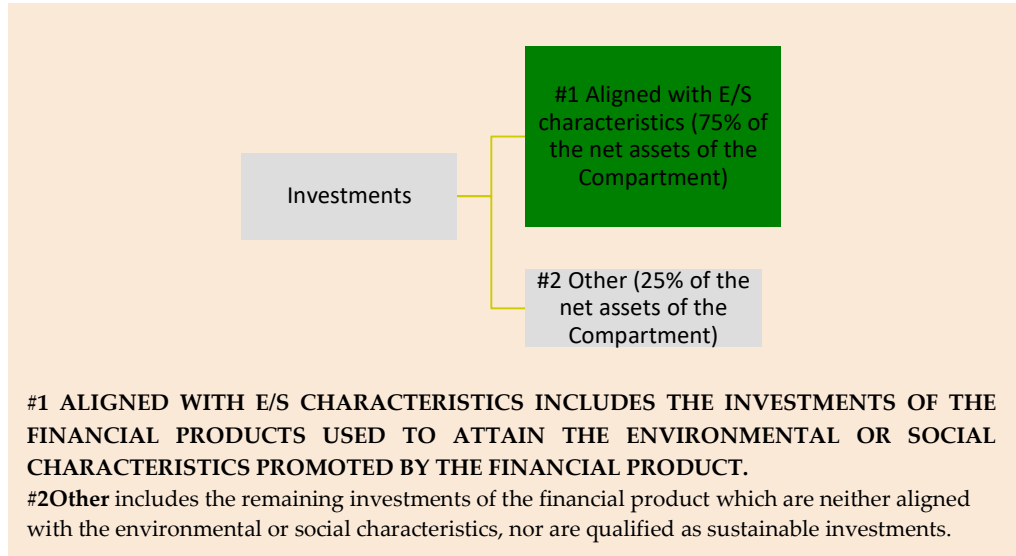 #1 Aligned with E/S
characteristics (75% of
the net assets of the
Compartment)
Investments
#2 Other (25% of the
net assets of the
Compartment)
#1 ALIGNED WITH E/S CHARACTERISTICS INCLUDES THE INVESTMENTS OF THE
FINANCIAL PRODUCTS USED TO ATTAIN THE ENVIRONMENTAL OR SOCIAL
CHARACTERISTICS PROMOTED BY THE FINANCIAL PRODUCT.
#2Other includes the remaining investments of the financial product which are neither aligned
with the environmental or social characteristics, nor are qualified as sustainable investments.